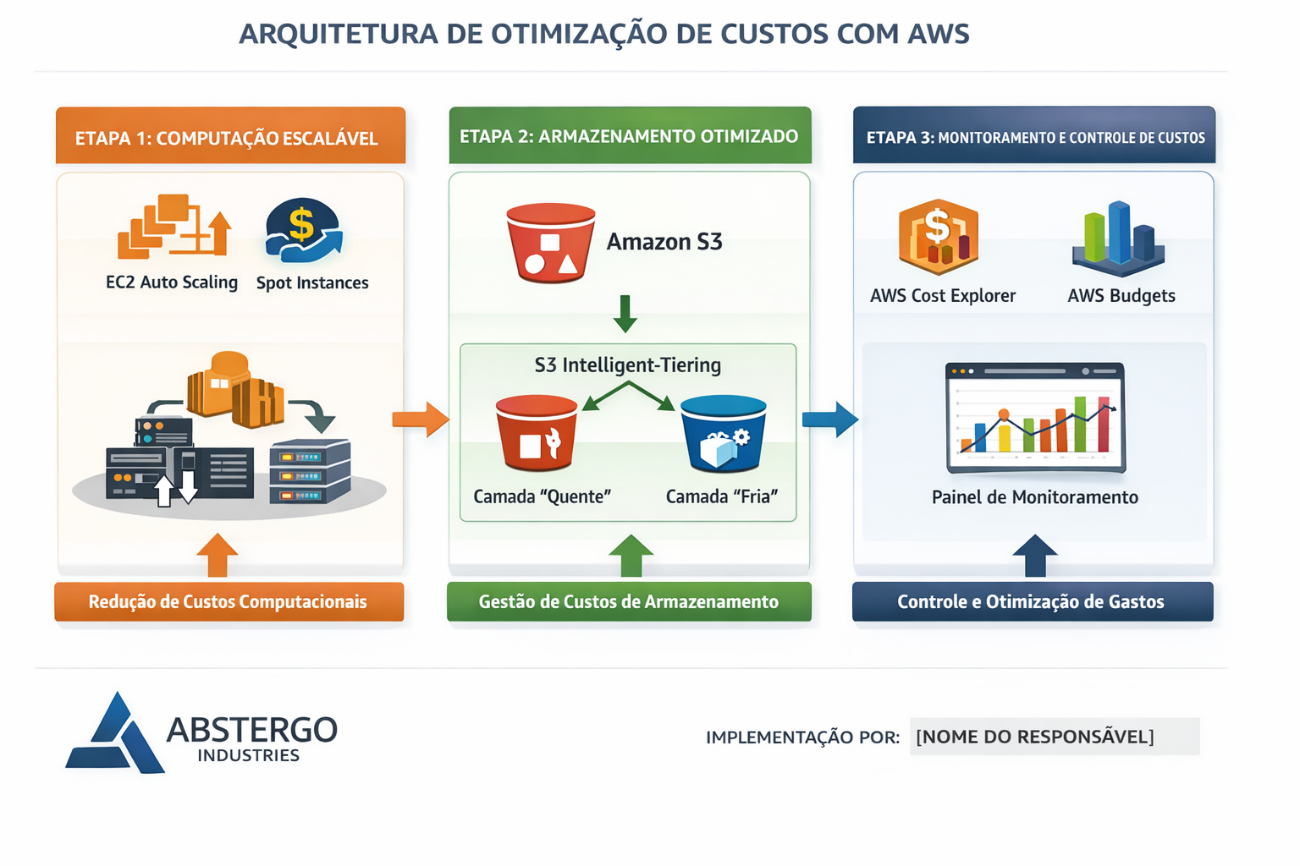 ARQUITETURA DE OTIMIZAÇÃO DE CUSTOS COM AWS
ETAPA 1: COMPUTAÇÃO ESCALÁVEL
EC2 Auto Scaling
Spot Instances
Redução de Custos Computacionais
ETAPA 2: ARMAZENAMENTO OTIMIZADO
Amazon S3
S3 Intelligent-Tiering
Camada “Quente”
Camada “Fria”
Gestão de Custos de Armazenamento
ETAPA 3: MONITORAMENTO E CONTROLE DE CUSTOS
AWS Cost Explorer
AWS Budgets
Painel de Monitoramento
Controle e Otimização de Gastos
ABSTERGO
INDUSTRIES
IMPLEMENTAÇÃO POR: [NOME DO RESPONSÃVEL]